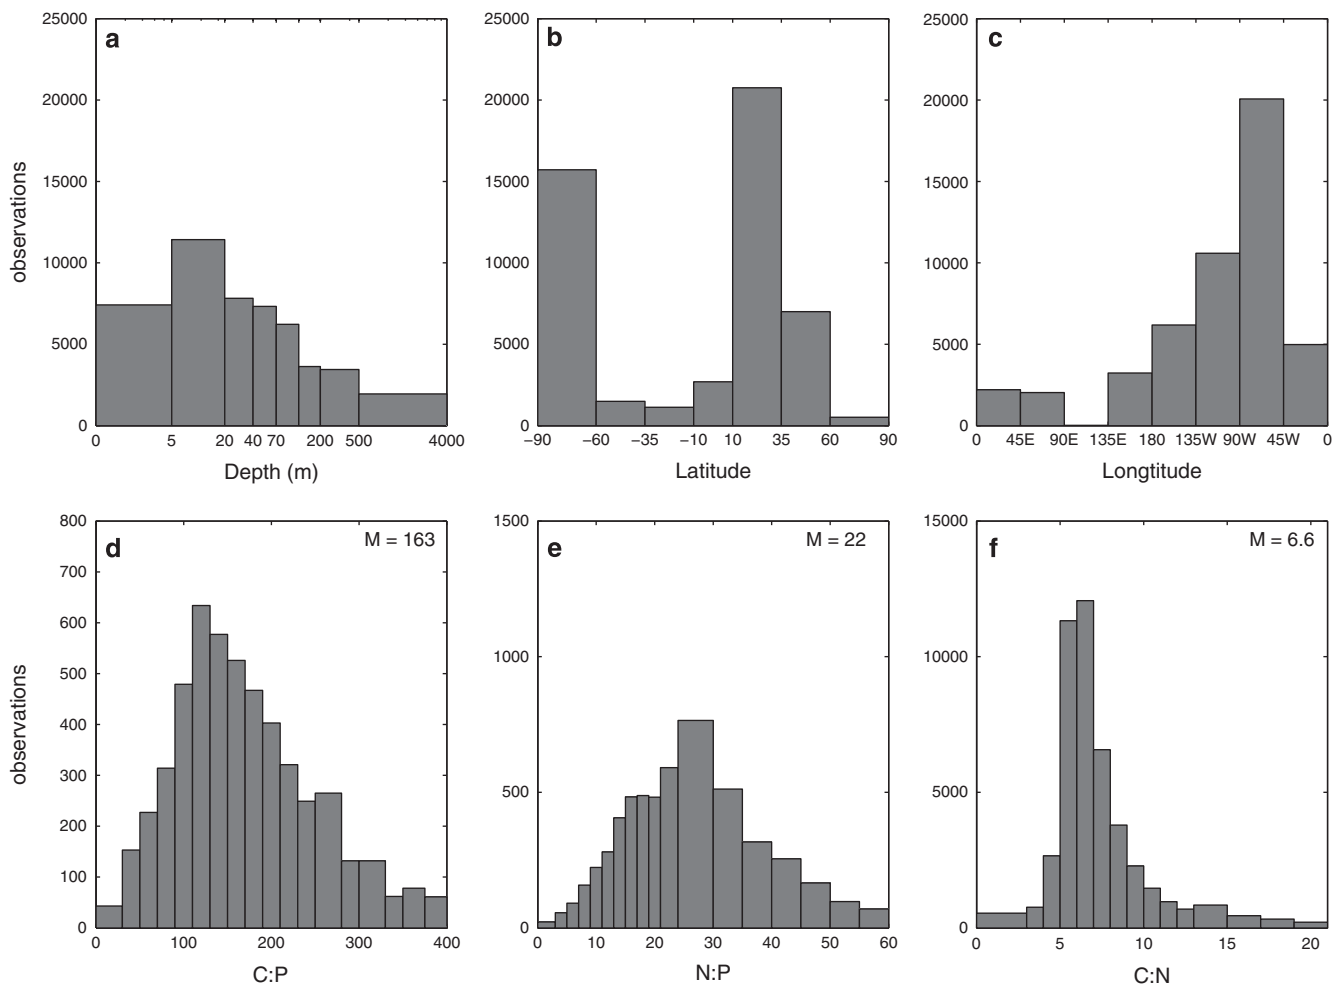 a
25000
20000
15000
10000
5000
0
observations
0 5 20 40 70 200 500 4000
Depth (m)
b
25000
20000
15000
10000
5000
0
−90 −60 −35 −10 10 35 60 90
Latitude
c
25000
20000
15000
10000
5000
0
0 45E 90E 135E 180 135W 90W 45W 0
Longtitude
d
M = 163
800
700
600
500
400
300
200
100
0
observations
0 100 200 300 400
C:P
e
M = 22
1500
1000
500
0
0 10 20 30 40 50 60
N:P
f
M = 6.6
15000
10000
5000
0
0 5 10 15 20
C:N